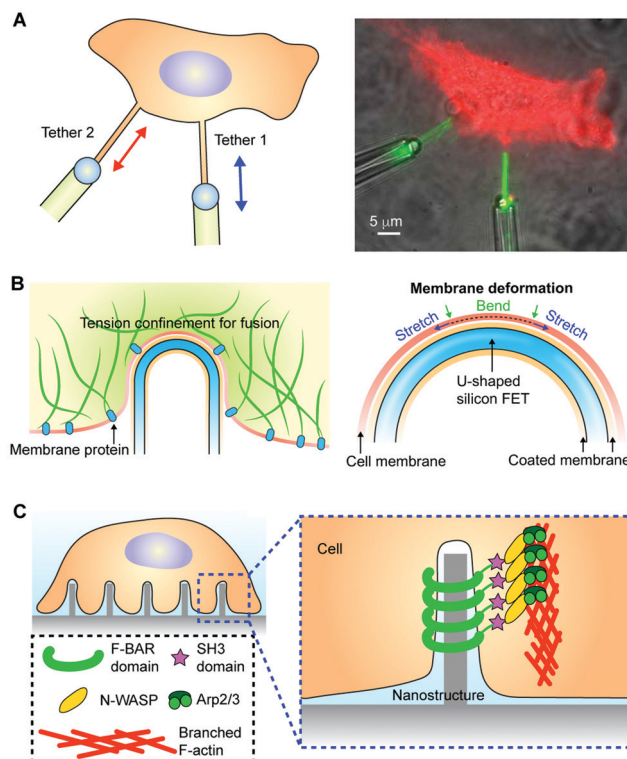 A
Tether 2
Tether 1
5 μm
B
Tension confinement for fusion
Membrane protein
Membrane deformation
Bend
Stretch
Stretch
U-shaped
silicon FET
Cell membrane
Coated membrane
C
F-BAR
domain
SH3
domain
N-WASP
Arp2/3
Branched
F-actin
Cell
Nanostructure